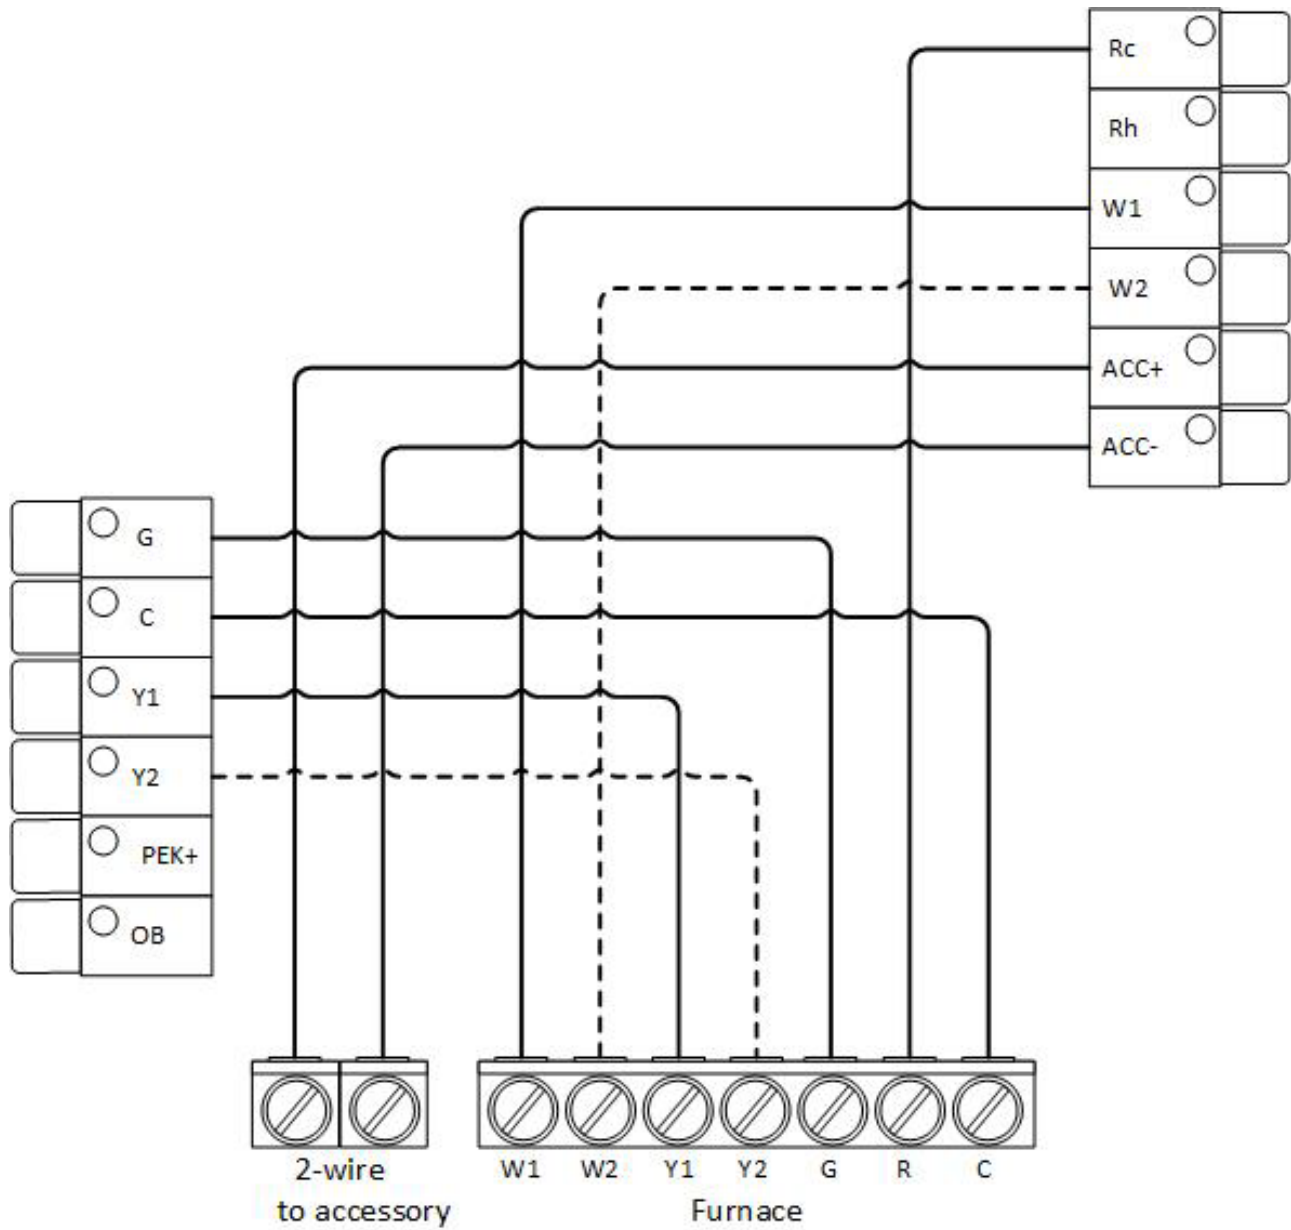 Rc
Rh
W1
W2
ACC+
ACC-
G
C
Y1
Y2
PEK+
OB
2-wire
to accessory
W1 W2 Y1 Y2 G R C
Furnace